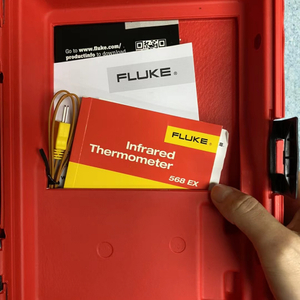 Go to www.fluke.com/
productinfo to download
FLUKE®
FLUKE®
Infrared
Thermometer
568 EX